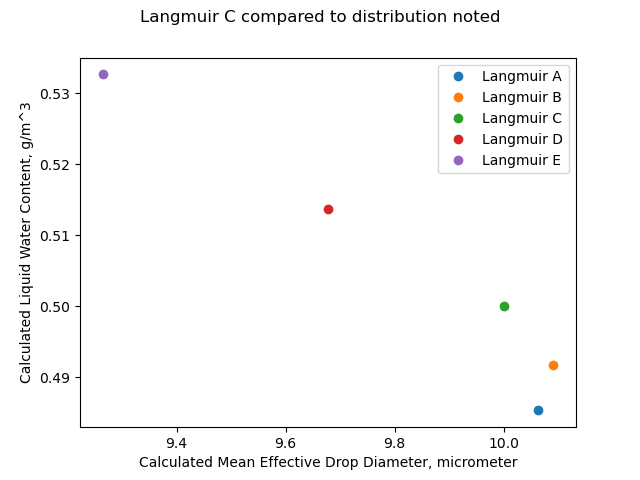 Langmuir C compared to distribution noted
Langmuir A
Langmuir B
Langmuir C
Langmuir D
Langmuir E
0.53
0.52
0.51
0.50
0.49
Calculated Liquid Water Content, g/m^3
9.4 9.6 9.8 10.0
Calculated Mean Effective Drop Diameter, micrometer